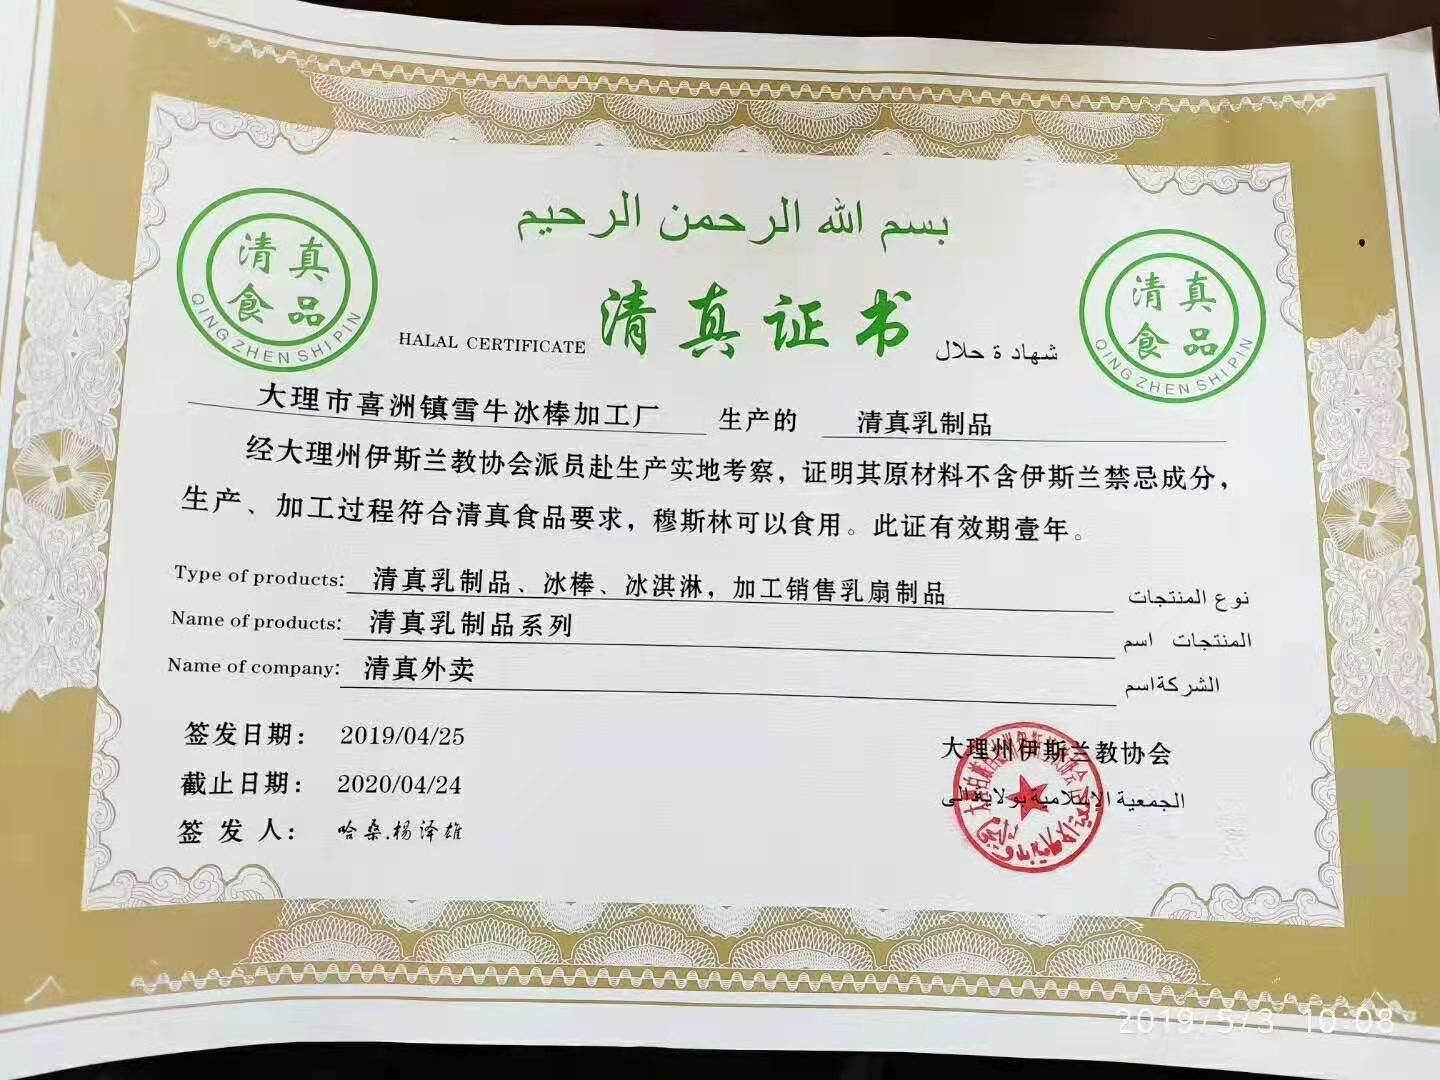 بسم الله الرحمن الرحيم
清真
食品
QING ZHEN SHI PIN
HALAL CERTIFICATE 清真证书 شهادة حلال
清真
食品
QING ZHEN SHI PIN
大理市喜洲镇雪牛冰棒加工厂 生产的 清真乳制品
经大理州伊斯兰教协会派员赴生产实地考察，证明其原材料不含伊斯兰禁忌成分，
生产、加工过程符合清真食品要求，穆斯林可以食用。此证有效期壹年。
Type of products: 清真乳制品、冰棒、冰淇淋，加工销售乳扇制品 نوع المنتجات
Name of products: 清真乳制品系列 المنتجات اسم
Name of company: 清真外卖 الشركةاسم
签发日期： 2019/04/25
截止日期： 2020/04/24
签 发 人： 哈桑.杨泽雄
大理州伊斯兰教协会
الجمعية الإسلامية بولاية دالى
2019/5/3 10:08